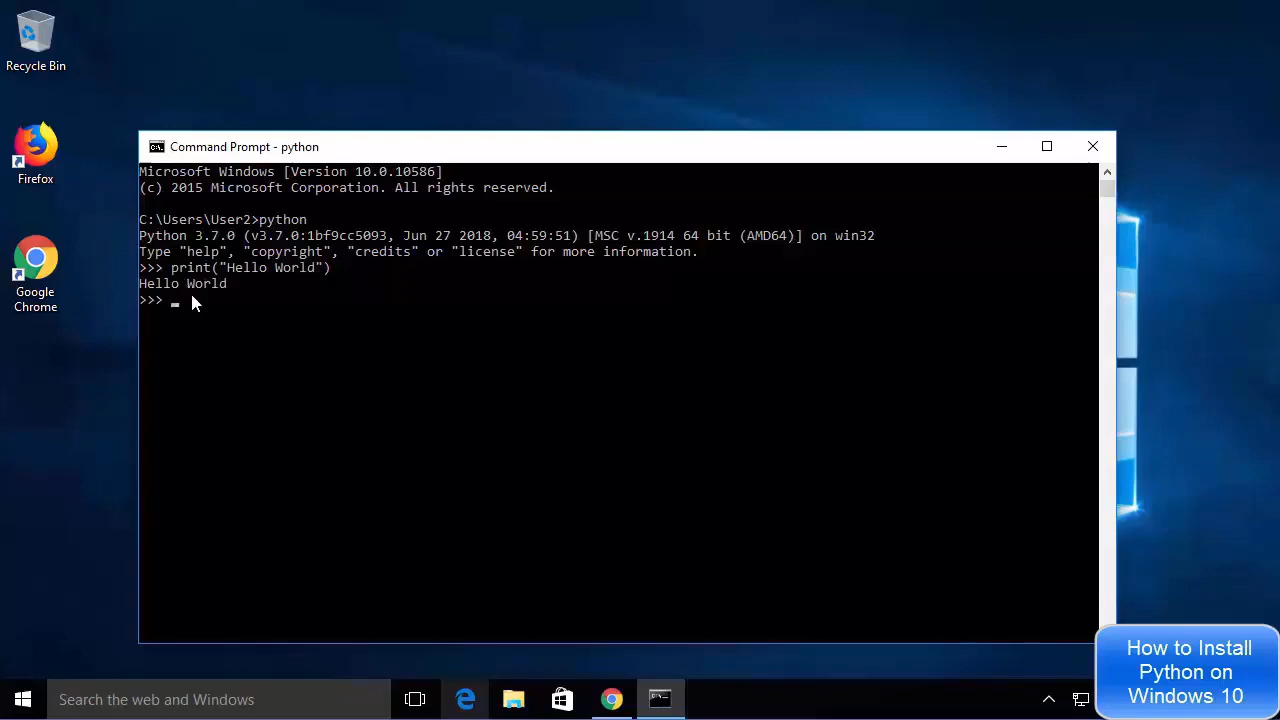 Recycle Bin
Firefox
Google
Chrome
Command Prompt - python
Microsoft Windows [Version 10.0.10586]
(c) 2015 Microsoft Corporation. All rights reserved.
C:\Users\User2>python
Python 3.7.0 (v3.7.0:1bf9cc5093, Jun 27 2018, 04:59:51) [MSC v.1914 64 bit (AMD64)] on win32
Type "help", "copyright", "credits" or "license" for more information.
>>> print("Hello World")
Hello World
>>> _
How to Install
Python on
Windows 10
Search the web and Windows